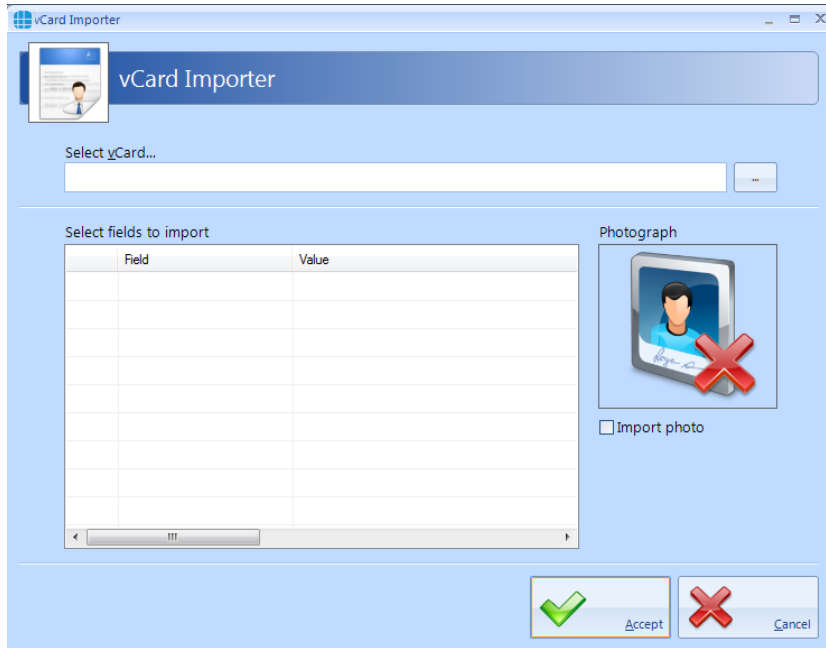 vCard Importer
vCard Importer
Select vCard...
...
Select fields to import
Photograph
Field Value
Import photo
Accept
Cancel